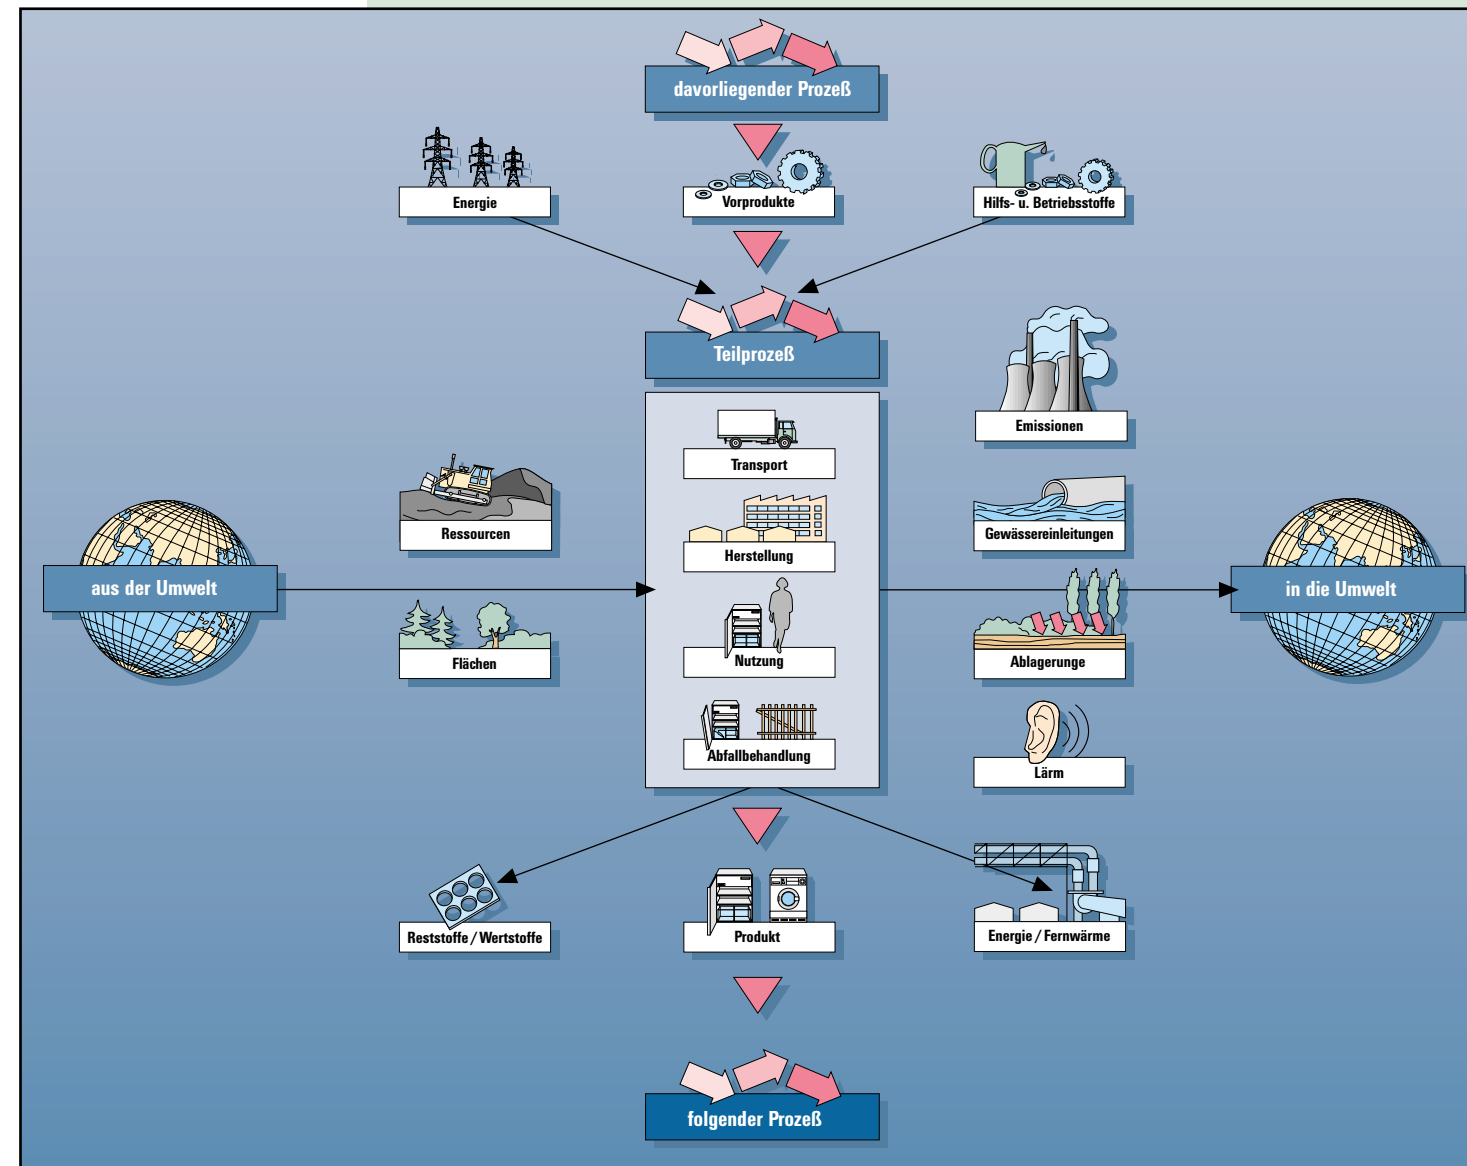 davorliegender Prozeß
Energie
Vorprodukte
Hilfs- u. Betriebsstoffe
Teilprozeß
Emissionen
Transport
Ressourcen
Gewässereinleitungen
Herstellung
aus der Umwelt
in die Umwelt
Flächen
Nutzung
Ablagerunge
Abfallbehandlung
Lärm
Reststoffe / Wertstoffe
Produkt
Energie / Fernwärme
folgender Prozeß